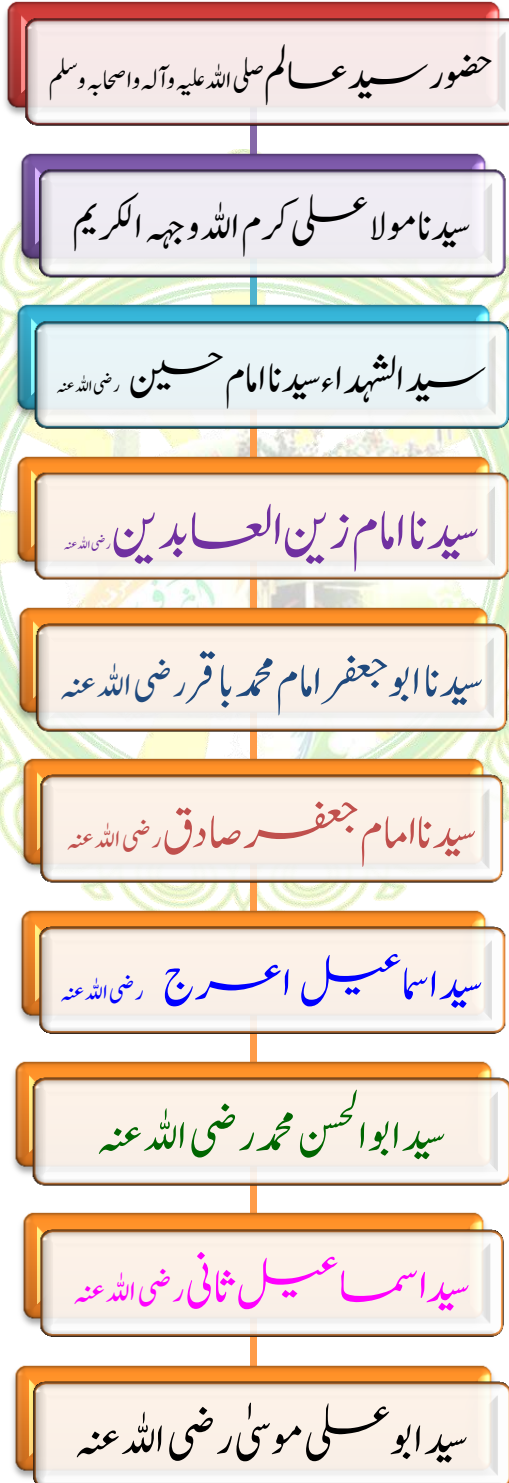 حضور سید عالم صلی اللہ علیہ وآلہ واصحابہ وسلم
سیدنا مولا علی کرم اللہ وجہہ الکریم
سید الشہداء سیدنا امام حسین رضی اللہ عنہ
سیدنا امام زین العابدین رضی اللہ عنہ
سیدنا ابو جعفر امام محمد باقر رضی اللہ عنہ
سیدنا امام جعفر صادق رضی اللہ عنہ
سید اسماعیل اعرج رضی اللہ عنہ
سید ابوالحسن محمد رضی اللہ عنہ
سید اسماعیل ثانی رضی اللہ عنہ
سید ابو علی موسیٰ رضی اللہ عنہ